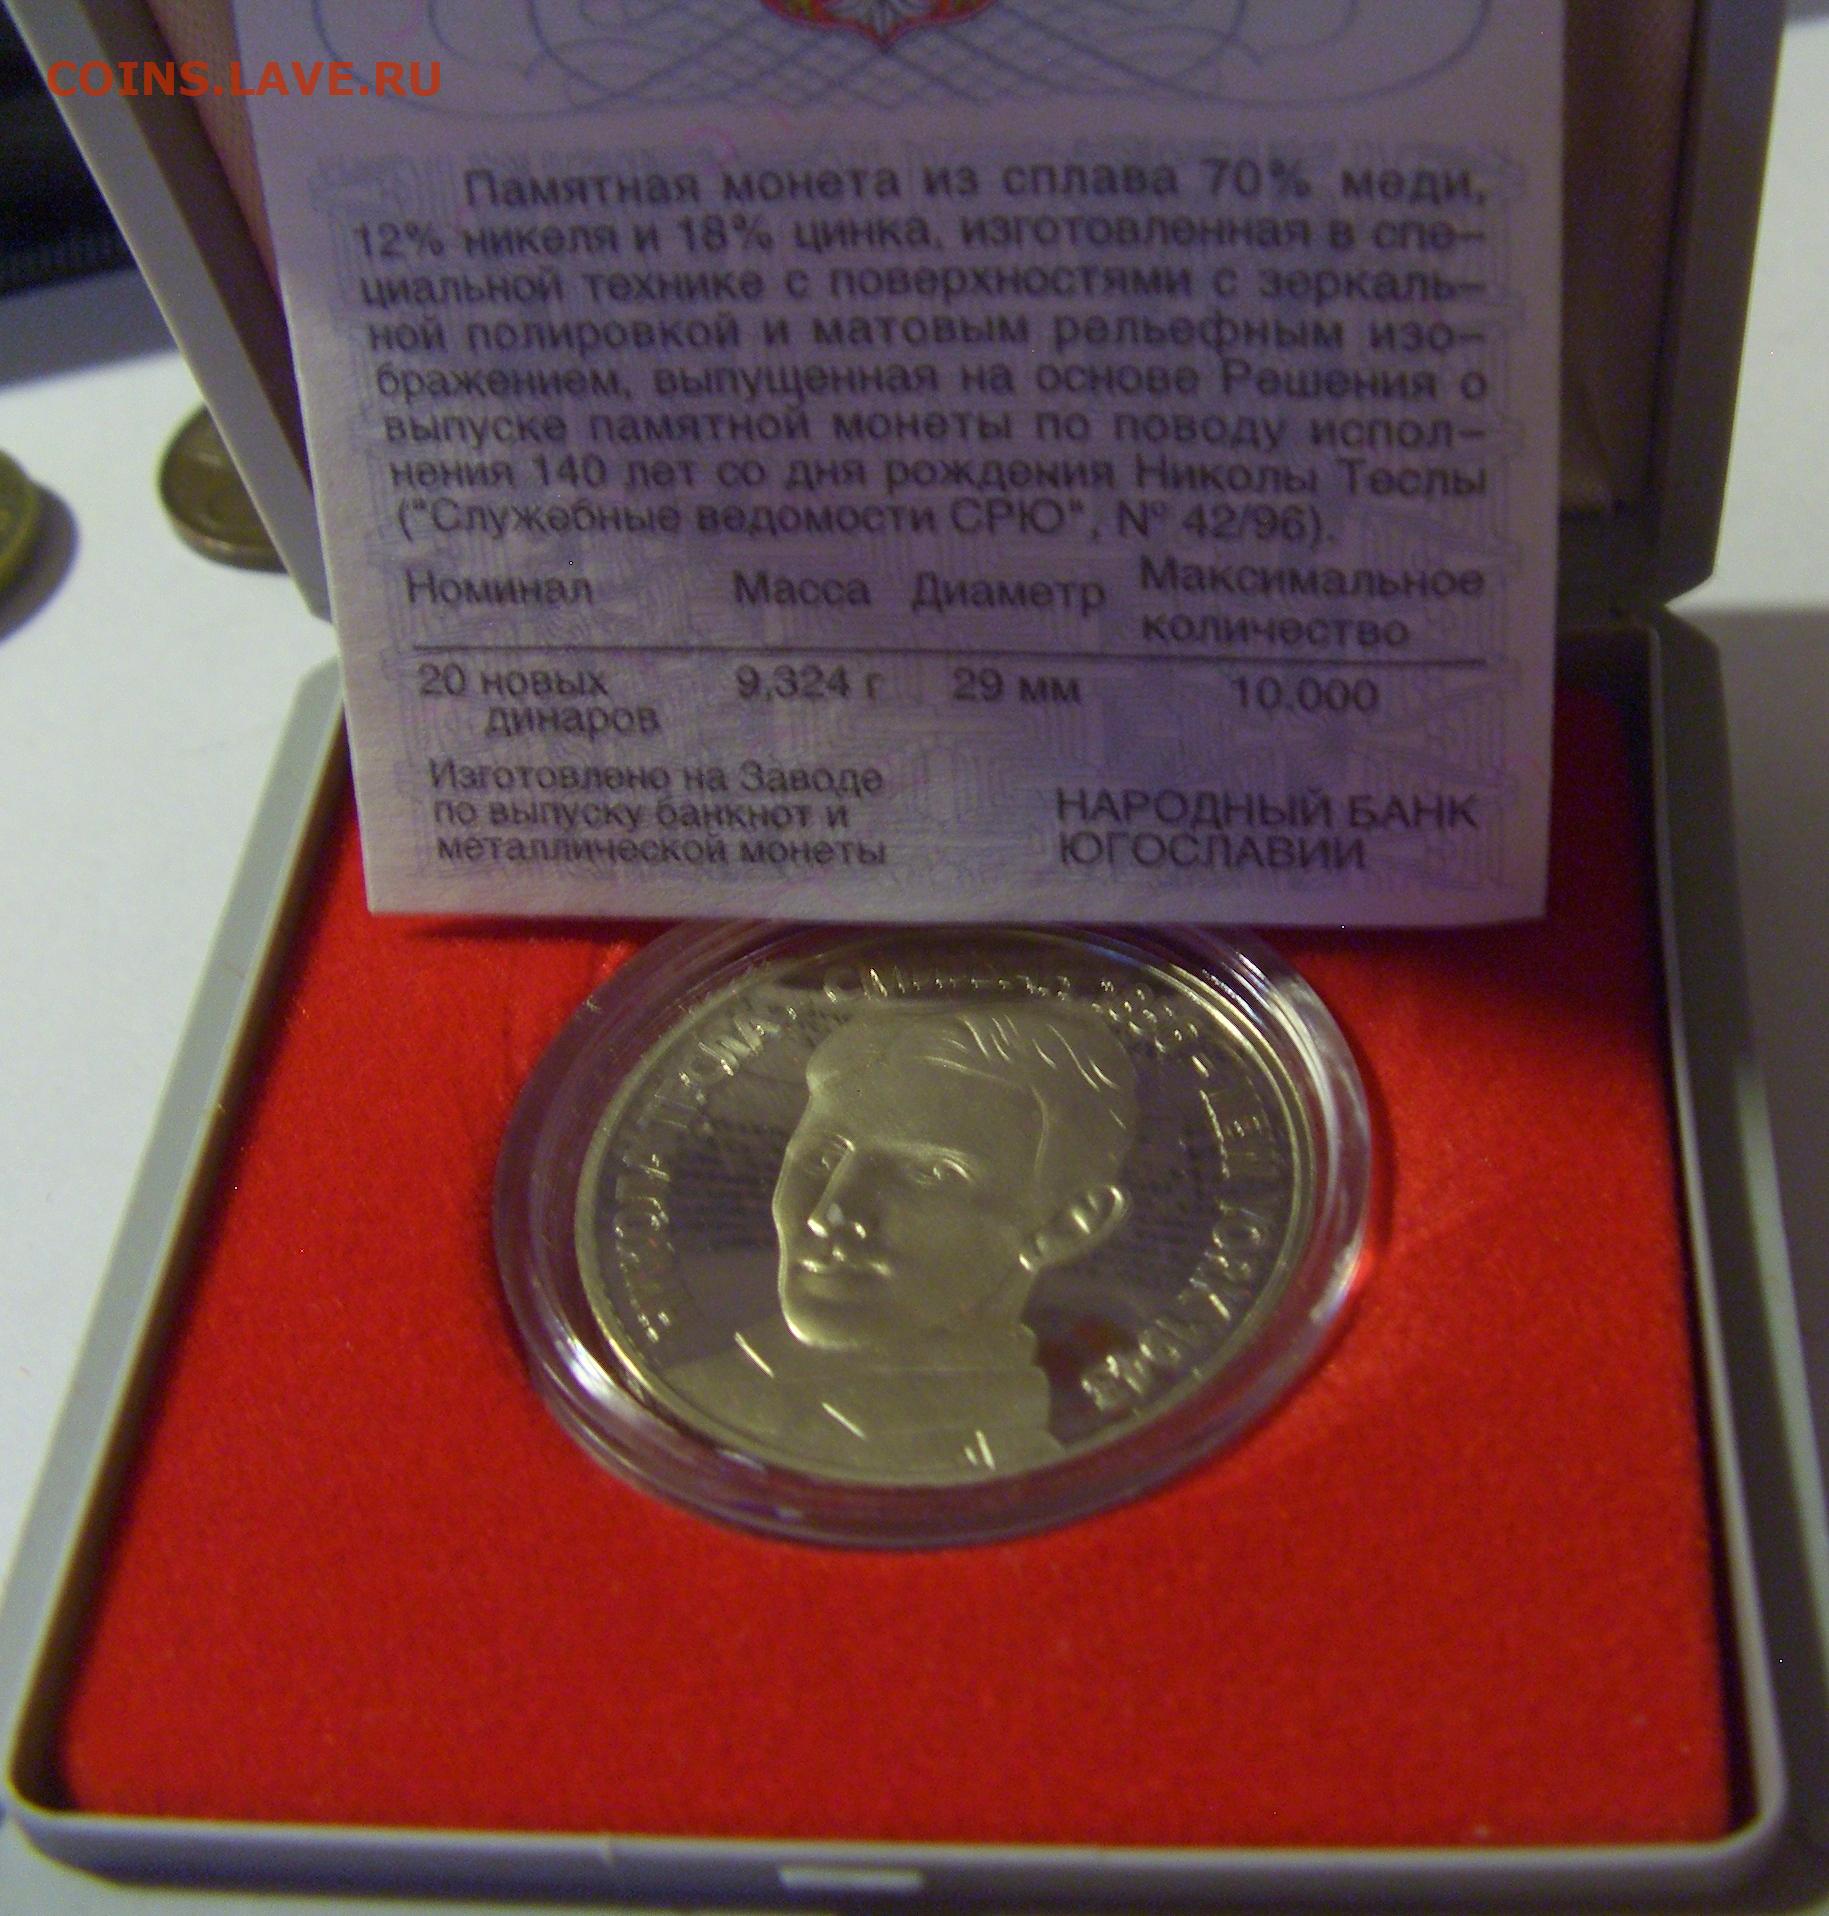 COINS.LAVE.RU
Памятная монета из сплава 70% меди,
12% никеля и 18% цинка, изготовленная в спе-
циальной технике с поверхностями с зеркаль-
ной полировкой и матовым рельефным изо-
бражением, выпущенная на основе Решения о
выпуске памятной монеты по поводу испол-
нения 140 лет со дня рождения Николы Теслы
("Служебные ведомости СРЮ", № 42/96).
Номинал Масса Диаметр Максимальное
количество
20 новых 9,324 г 29 мм 10.000
динаров
Изготовлено на Заводе
по выпуску банкнот и
металлической монеты
НАРОДНЫЙ БАНК
ЮГОСЛАВИИ